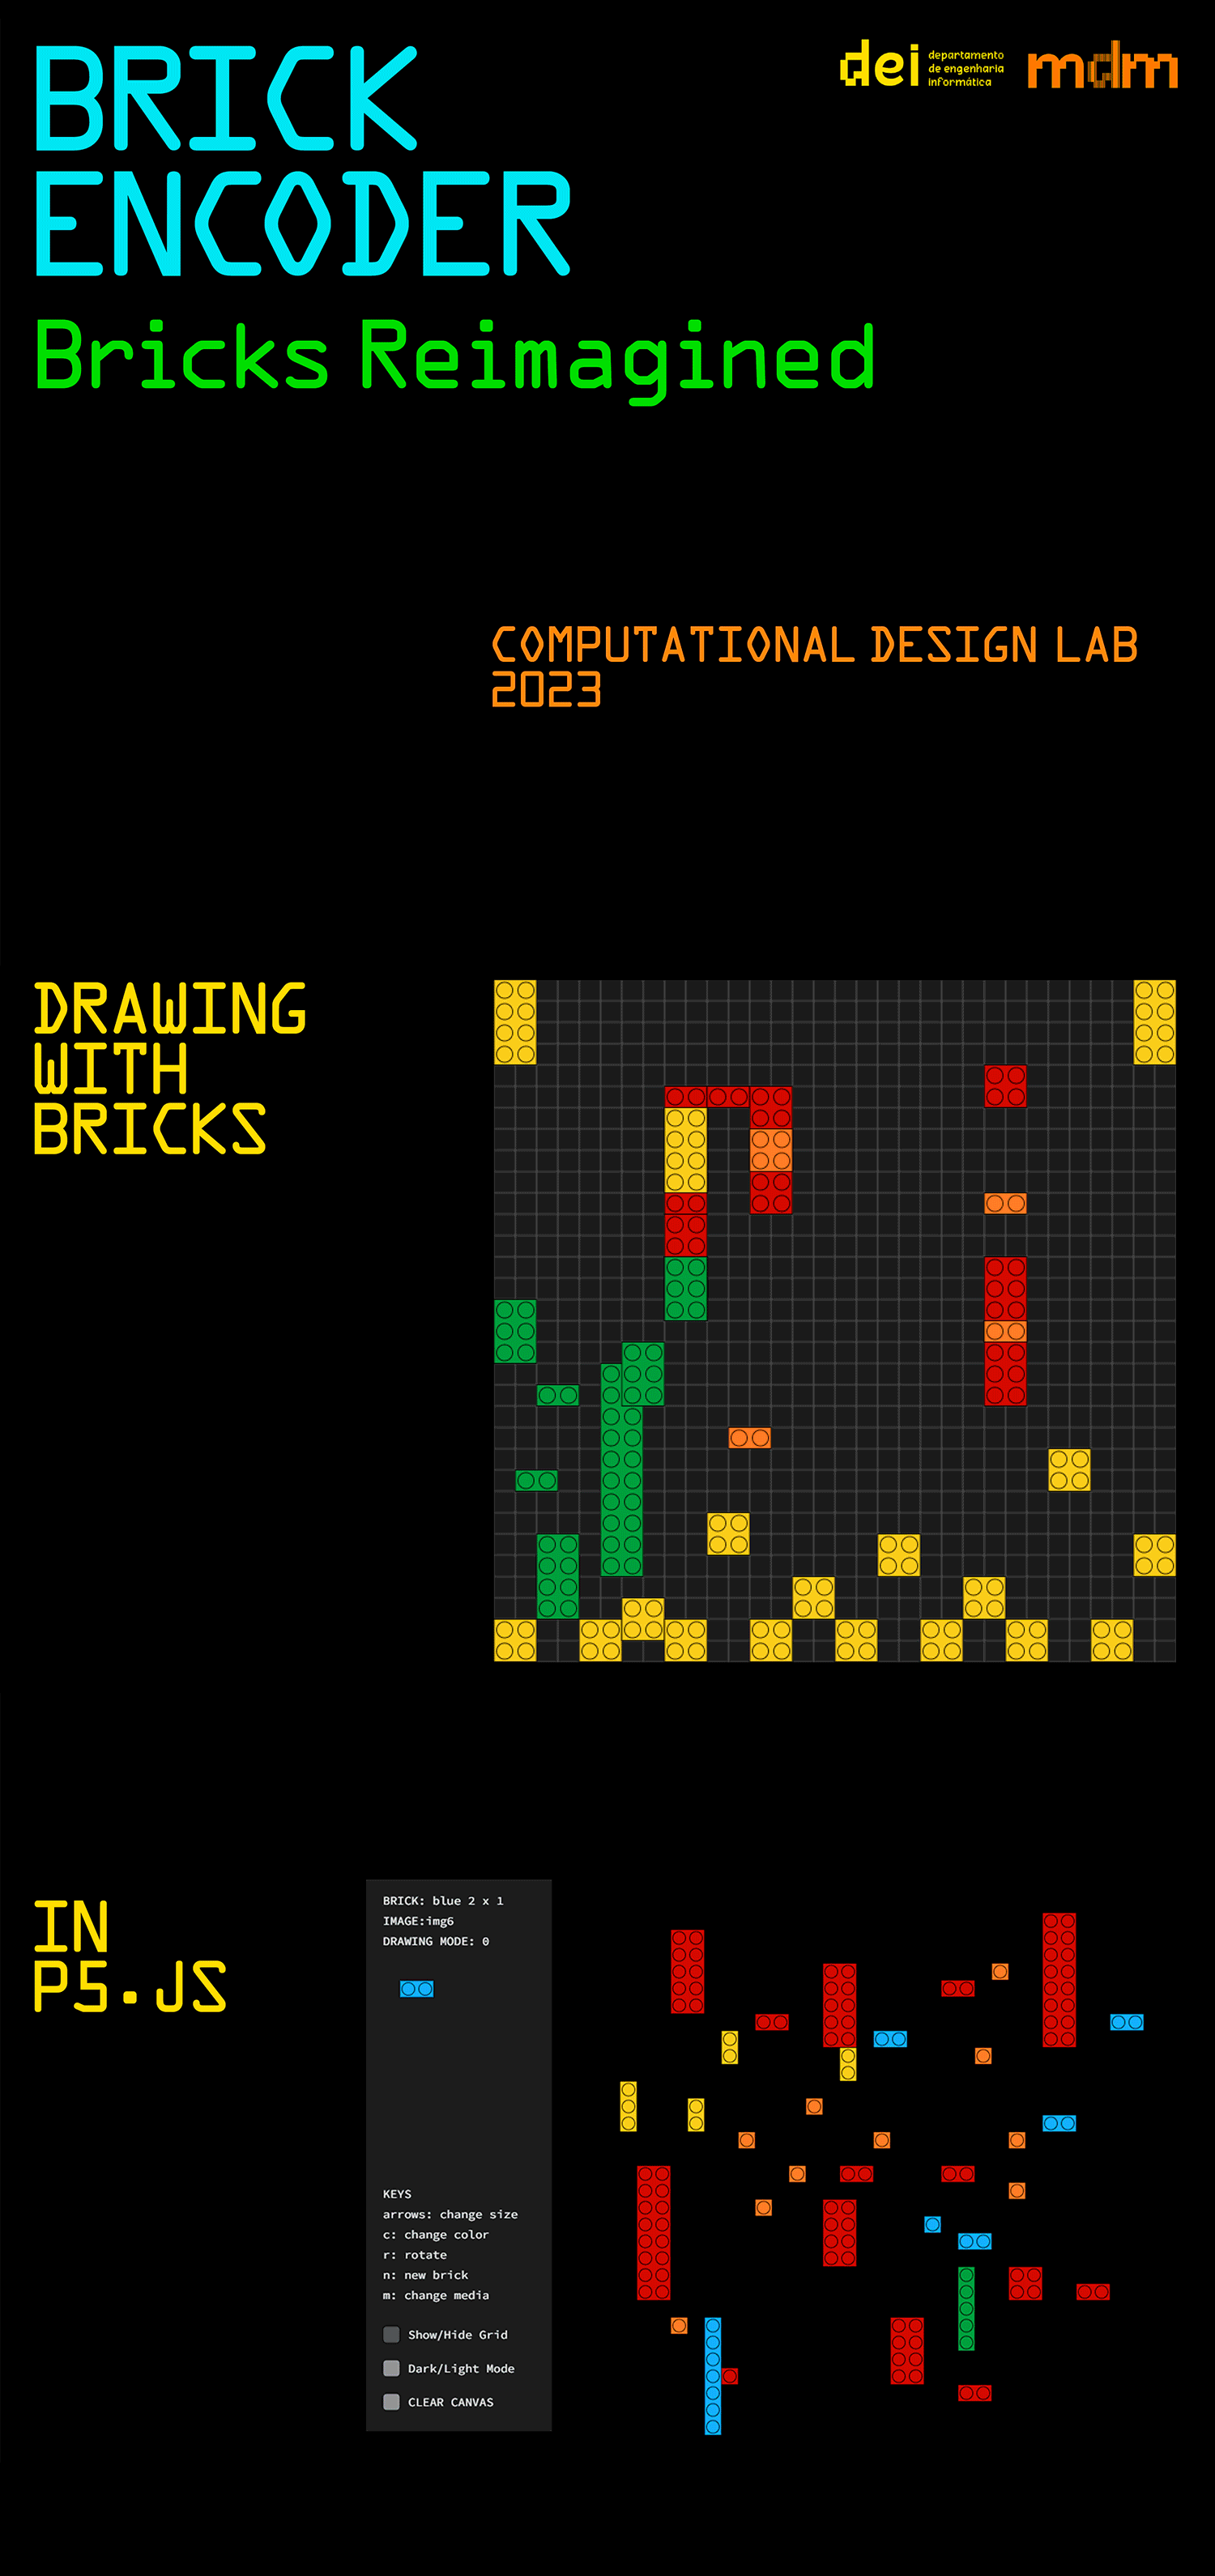 BRICK
ENCODER
Bricks Reimagined
dei
departamento
de engenharia
informática
mdm
COMPUTATIONAL DESIGN LAB
2023
DRAWING
WITH
BRICKS
IN
P5.JS
BRICK: blue 2 x 1
IMAGE:img6
DRAWING MODE: 0
KEYS
arrows: change size
c: change color
r: rotate
n: new brick
m: change media
Show/Hide Grid
Dark/Light Mode
CLEAR CANVAS